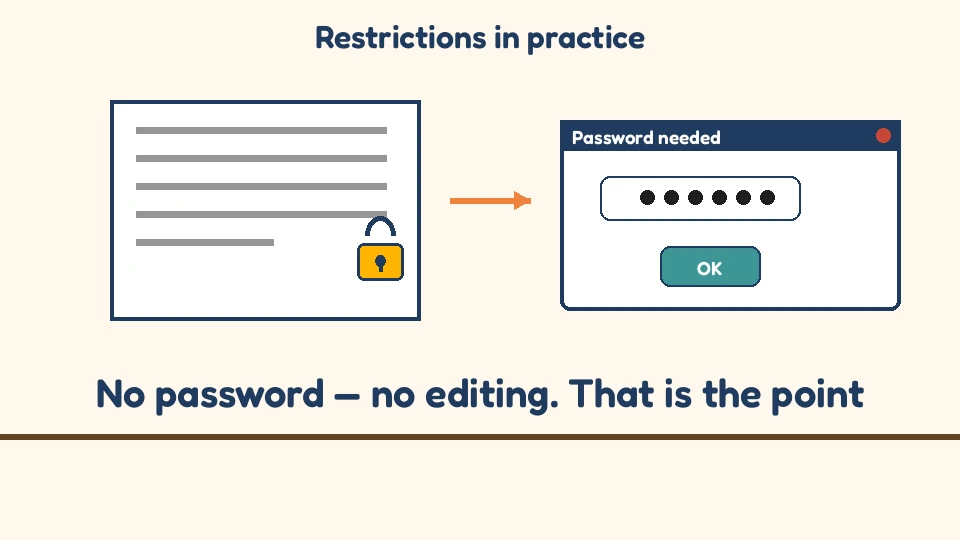 Restrictions in practice
Password needed
OK
No password — no editing. That is the point